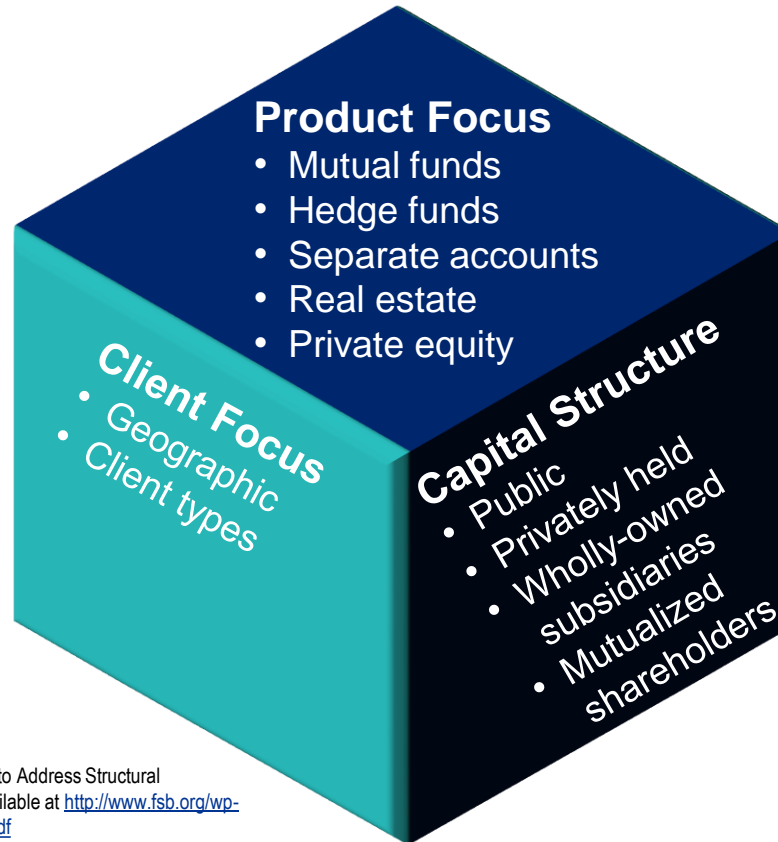 Product Focus
• Mutual funds
• Hedge funds
• Separate accounts
• Real estate
• Private equity
Client Focus
• Geographic
• Client types
Capital Structure
• Public
• Privately held
• Wholly-owned
subsidiaries
• Mutualized
shareholders
to Address Structural
ilable at http://www.fsb.org/wp-
df